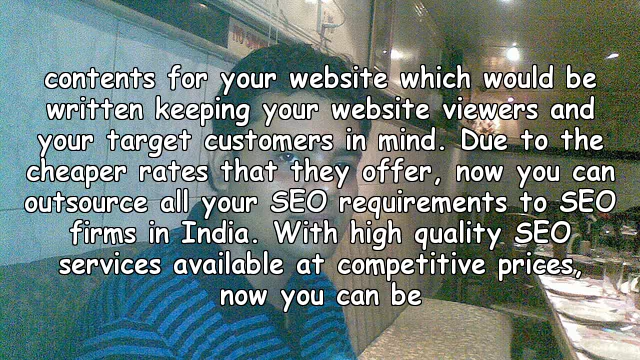 contents for your website which would be
written keeping your website viewers and
your target customers in mind. Due to the
cheaper rates that they offer, now you can
outsource all your SEO requirements to SEO
firms in India. With high quality SEO
services available at competitive prices,
now you can be